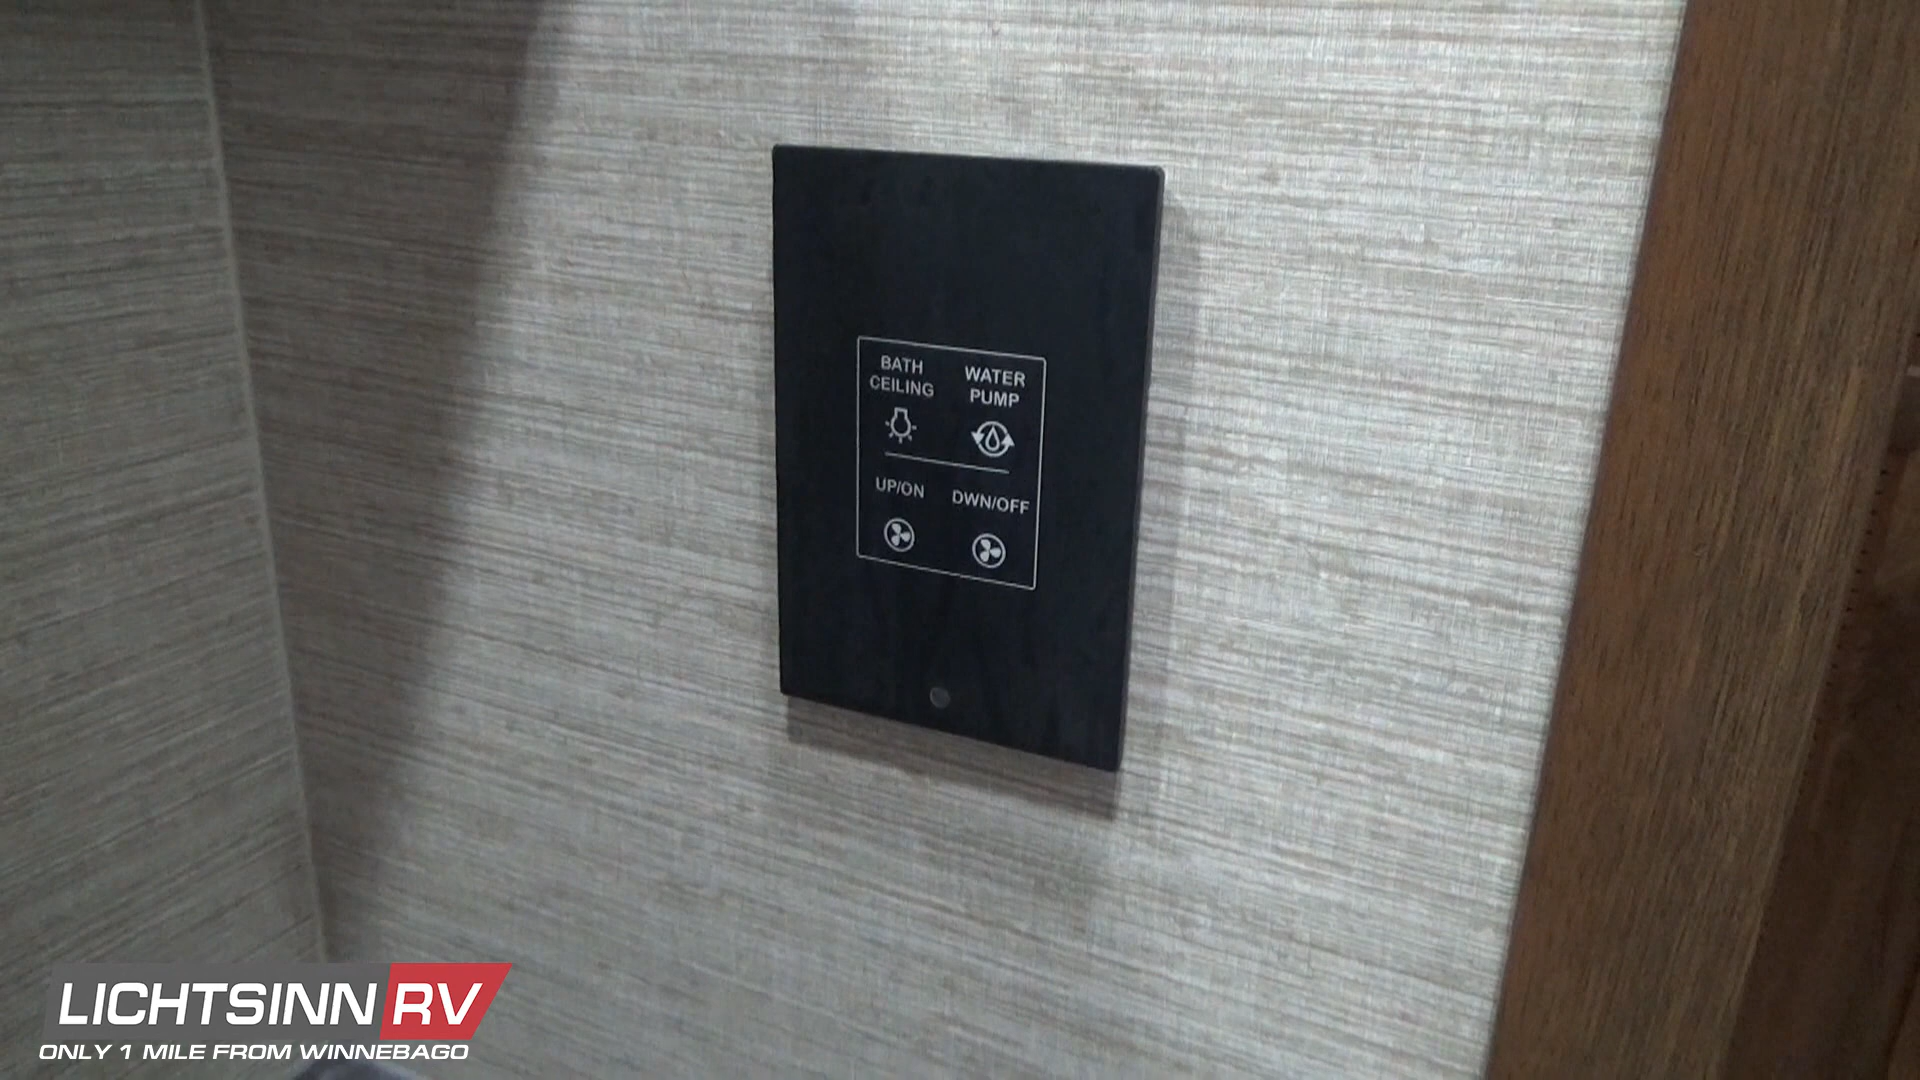 BATH
CEILING
WATER
PUMP
UP/ON
DWN/OFF
LICHTSINN RV
ONLY 1 MILE FROM WINNEBAGO